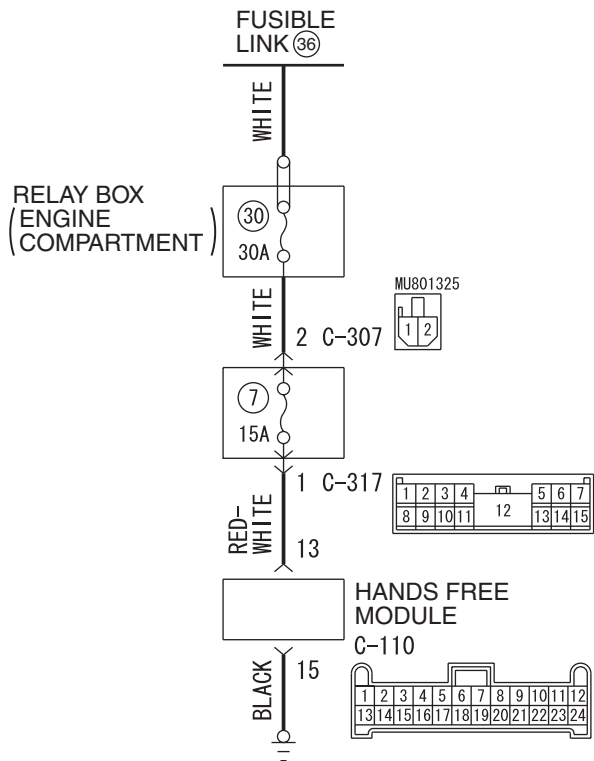 FUSIBLE
LINK 36
WHITE
RELAY BOX
(ENGINE
COMPARTMENT)
30
30A
MU801325
WHITE
2 C-307
1 2
7
15A
1 C-317
1 2 3 4 5 6 7
8 9 10 11 12 13 14 15
RED-
WHITE
13
HANDS FREE
MODULE
C-110
BLACK
15
1 2 3 4 5 6 7 8 9 10 11 12
13 14 15 16 17 18 19 20 21 22 23 24